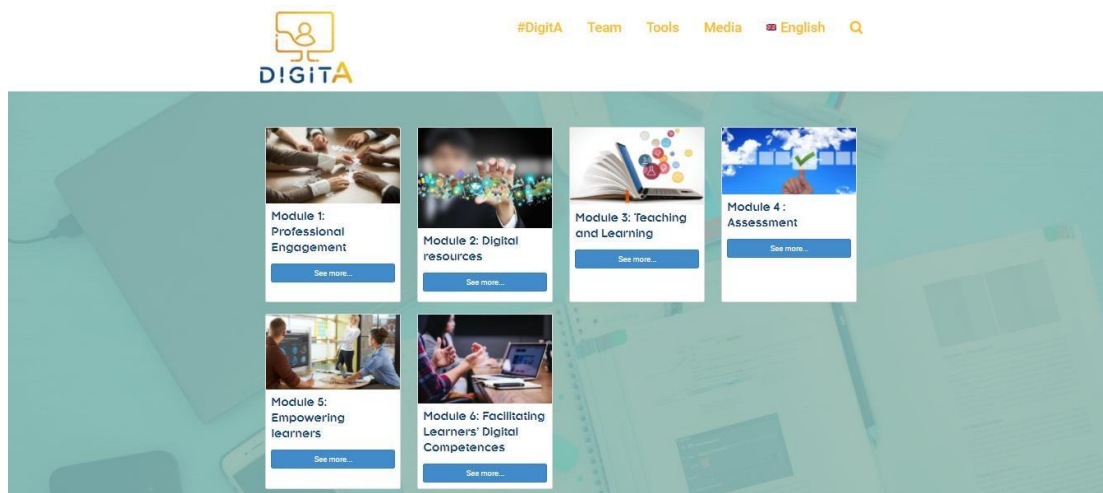 #DigitA Team Tools Media English
D!GITA
Module 1:
Professional
Engagement
See more...
Module 2: Digital
resources
See more...
Module 3: Teaching
and Learning
See more...
Module 4 :
Assessment
See more...
Module 5:
Empowering
learners
See more...
Module 6: Facilitating
Learners' Digital
Competences
See more...